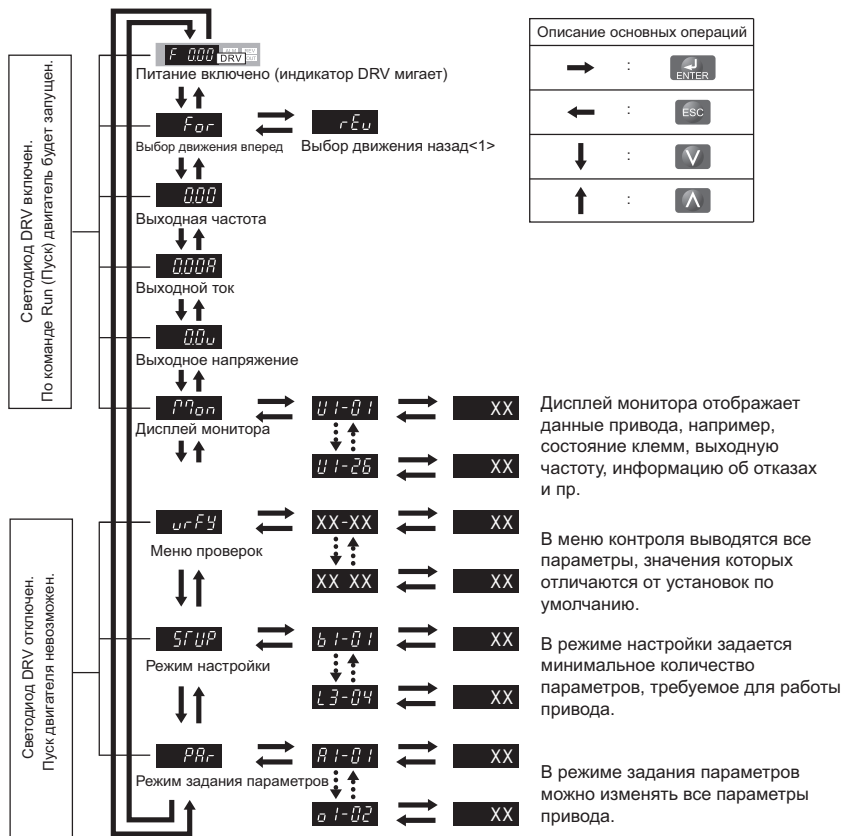 F 0.00
DRV
Питание включено (индикатор DRV мигает)
For
rEv
Выбор движения вперед
Выбор движения назад<1>
0.00
Выходная частота
0.00A
Выходной ток
0.0v
Выходное напряжение
Mon
Дисплей монитора
U1-01
XX
U1-26
XX
Дисплей монитора отображает
данные привода, например,
состояние клемм, выходную
частоту, информацию об отказах
и пр.
vrFY
Меню проверок
XX-XX
XX
XX XX
XX
В меню контроля выводятся все
параметры, значения которых
отличаются от установок по
умолчанию.
STUP
Режим настройки
b1-01
XX
L3-04
XX
В режиме настройки задается
минимальное количество
параметров, требуемое для работы
привода.
PAr
Режим задания параметров
A1-01
XX
o1-02
XX
В режиме задания параметров
можно изменять все параметры
привода.
Светодиод DRV включен.
По команде Run (Пуск) двигатель будет запущен.
Светодиод DRV отключен.
Пуск двигателя невозможен.
Описание основных операций
:
ENTER
:
ESC
:
: